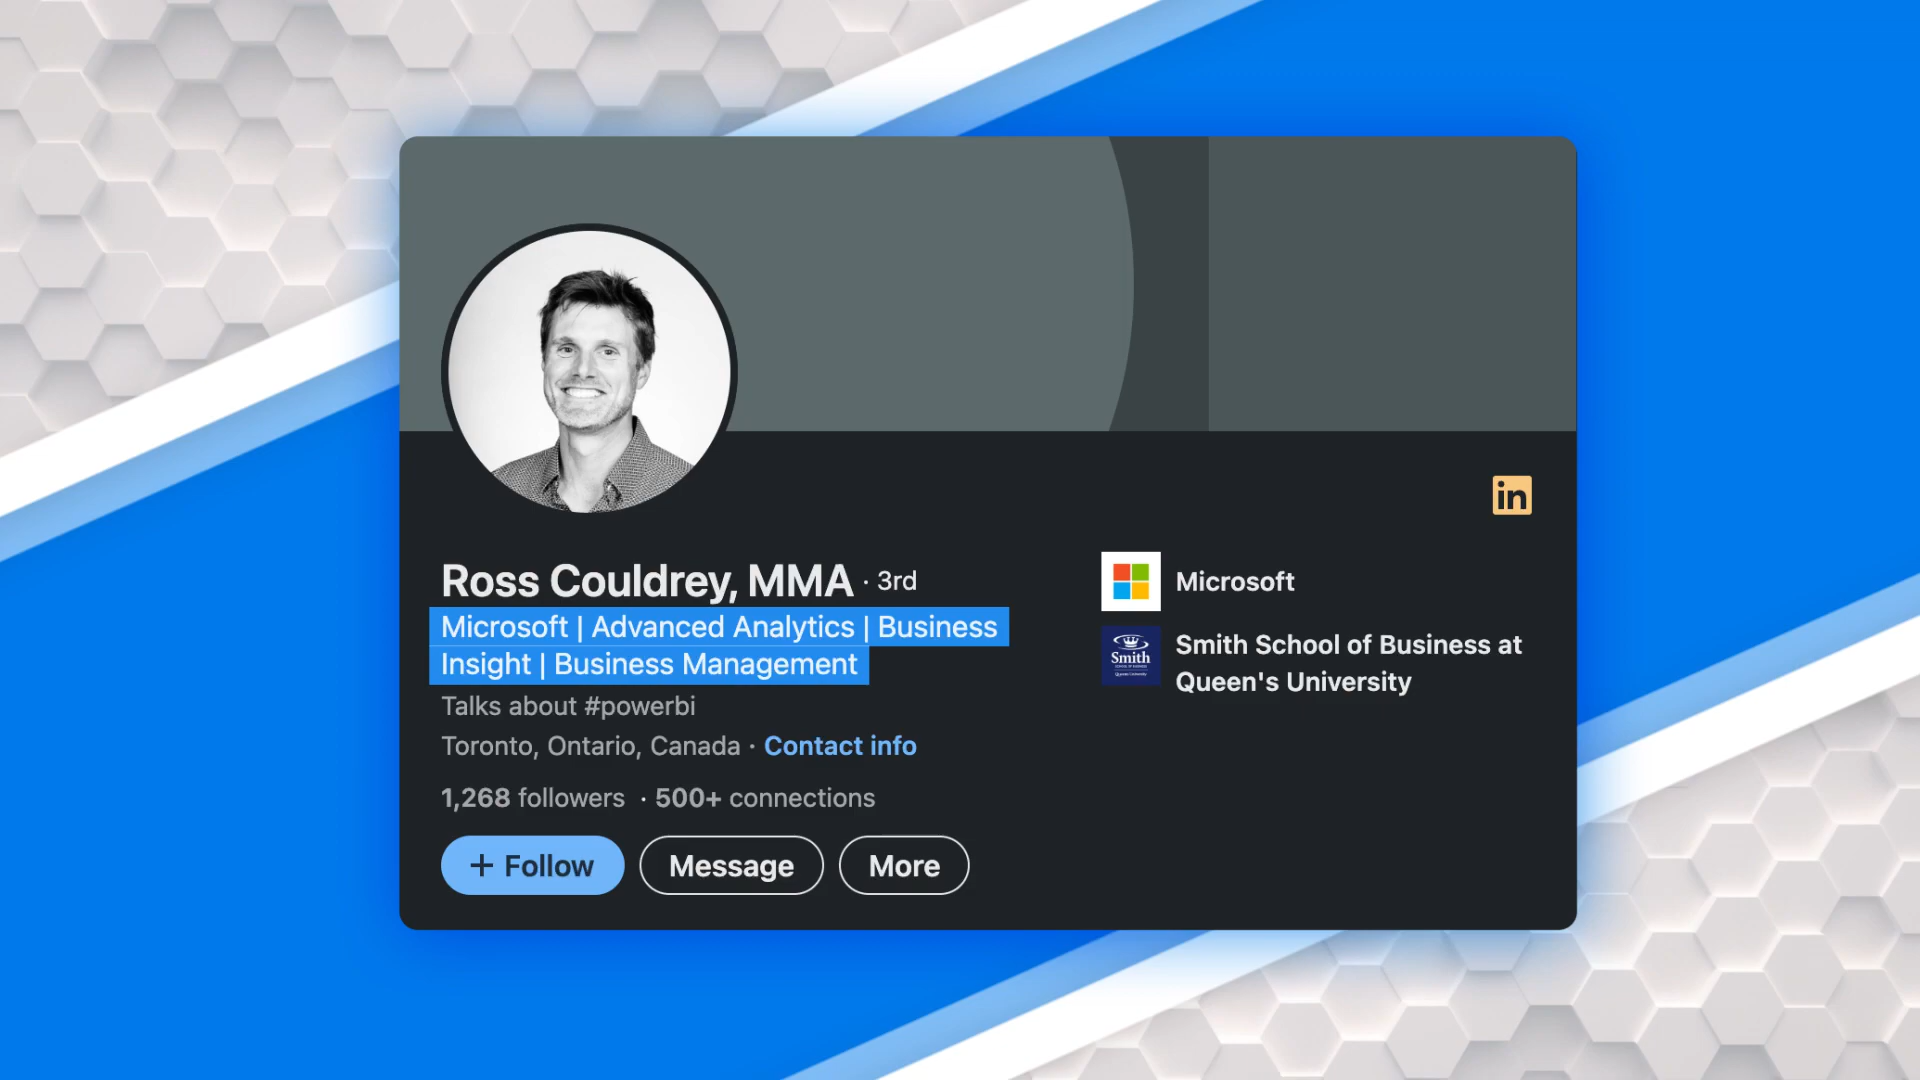 in
Ross Couldrey, MMA · 3rd
Microsoft | Advanced Analytics | Business
Insight | Business Management
Talks about #powerbi
Toronto, Ontario, Canada · Contact info
1,268 followers · 500+ connections
+ Follow
Message
More
Microsoft
Smith
Smith School of Business at
Queen's University